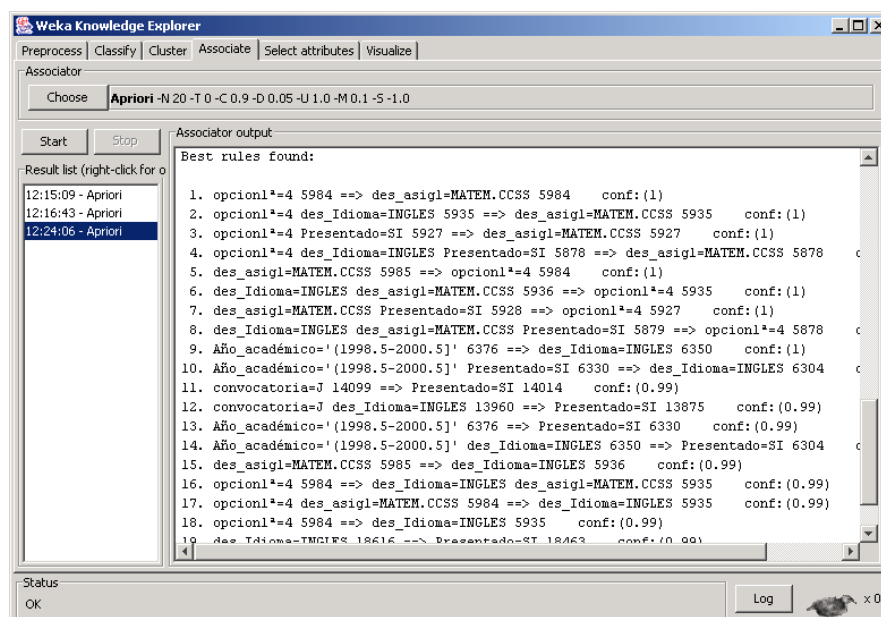 Weka Knowledge Explorer
Preprocess Classify Cluster Associate Select attributes Visualize
Associator
Choose Apriori -N 20 -T 0 -C 0.9 -D 0.05 -U 1.0 -M 0.1 -S -1.0
Start Stop
Result list (right-click for o
12:15:09 - Apriori
12:16:43 - Apriori
12:24:06 - Apriori
Associator output
Best rules found:
1. opcion1ª=4 5984 ==> des_asig1=MATEM.CCSS 5984 conf:(1)
2. opcion1ª=4 des_Idioma=INGLES 5935 ==> des_asig1=MATEM.CCSS 5935 conf:(1)
3. opcion1ª=4 Presentado=SI 5927 ==> des_asig1=MATEM.CCSS 5927 conf:(1)
4. opcion1ª=4 des_Idioma=INGLES Presentado=SI 5878 ==> des_asig1=MATEM.CCSS 5878 c
5. des_asig1=MATEM.CCSS 5985 ==> opcion1ª=4 5984 conf:(1)
6. des_Idioma=INGLES des_asig1=MATEM.CCSS 5936 ==> opcion1ª=4 5935 conf:(1)
7. des_asig1=MATEM.CCSS Presentado=SI 5928 ==> opcion1ª=4 5927 conf:(1)
8. des_Idioma=INGLES des_asig1=MATEM.CCSS Presentado=SI 5879 ==> opcion1ª=4 5878 c
9. Año_académico='(1998.5-2000.5]' 6376 ==> des_Idioma=INGLES 6350 conf:(1)
10. Año_académico='(1998.5-2000.5]' Presentado=SI 6330 ==> des_Idioma=INGLES 6304 c
11. convocatoria=J 14099 ==> Presentado=SI 14014 conf:(0.99)
12. convocatoria=J des_Idioma=INGLES 13960 ==> Presentado=SI 13875 conf:(0.99)
13. Año_académico='(1998.5-2000.5]' 6376 ==> Presentado=SI 6330 conf:(0.99)
14. Año_académico='(1998.5-2000.5]' des_Idioma=INGLES 6350 ==> Presentado=SI 6304 c
15. des_asig1=MATEM.CCSS 5985 ==> des_Idioma=INGLES 5936 conf:(0.99)
16. opcion1ª=4 5984 ==> des_Idioma=INGLES des_asig1=MATEM.CCSS 5935 conf:(0.99)
17. opcion1ª=4 des_asig1=MATEM.CCSS 5984 ==> des_Idioma=INGLES 5935 conf:(0.99)
18. opcion1ª=4 5984 ==> des_Idioma=INGLES 5935 conf:(0.99)
19. des_Idioma=INGLES 18616 ==> Presentado=SI 18463 conf:(0.99)
Status
OK
Log
x 0